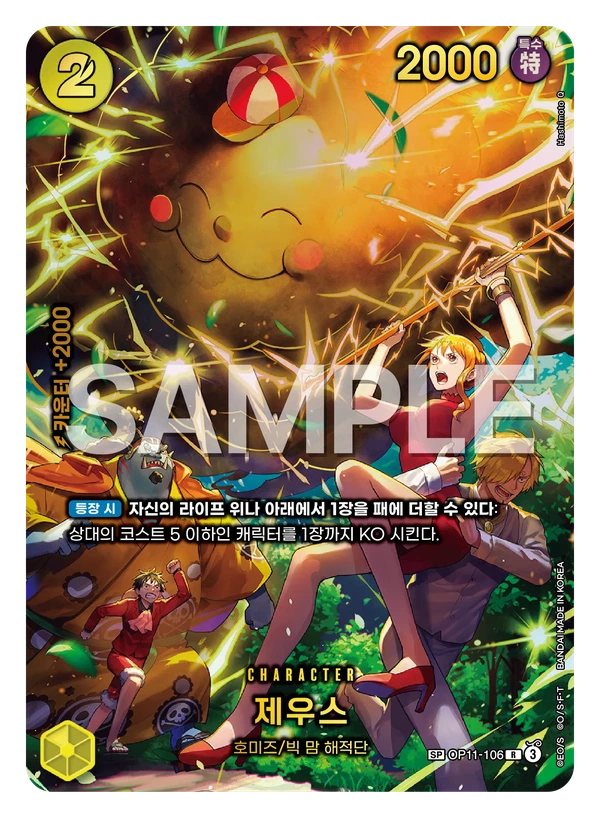 2
2000
특수
特
Hashimoto Q
카운터 +2000
SAMPLE
등장 시 자신의 라이프 위나 아래에서 1장을 패에 더할 수 있다:
상대의 코스트 5 이하인 캐릭터를 1장까지 KO 시킨다.
CHARACTER
제우스
호미즈/빅 맘 해적단
SP OP11-106 R 3
©EO/S ©O/S·F·T BANDAI MADE IN KOREA